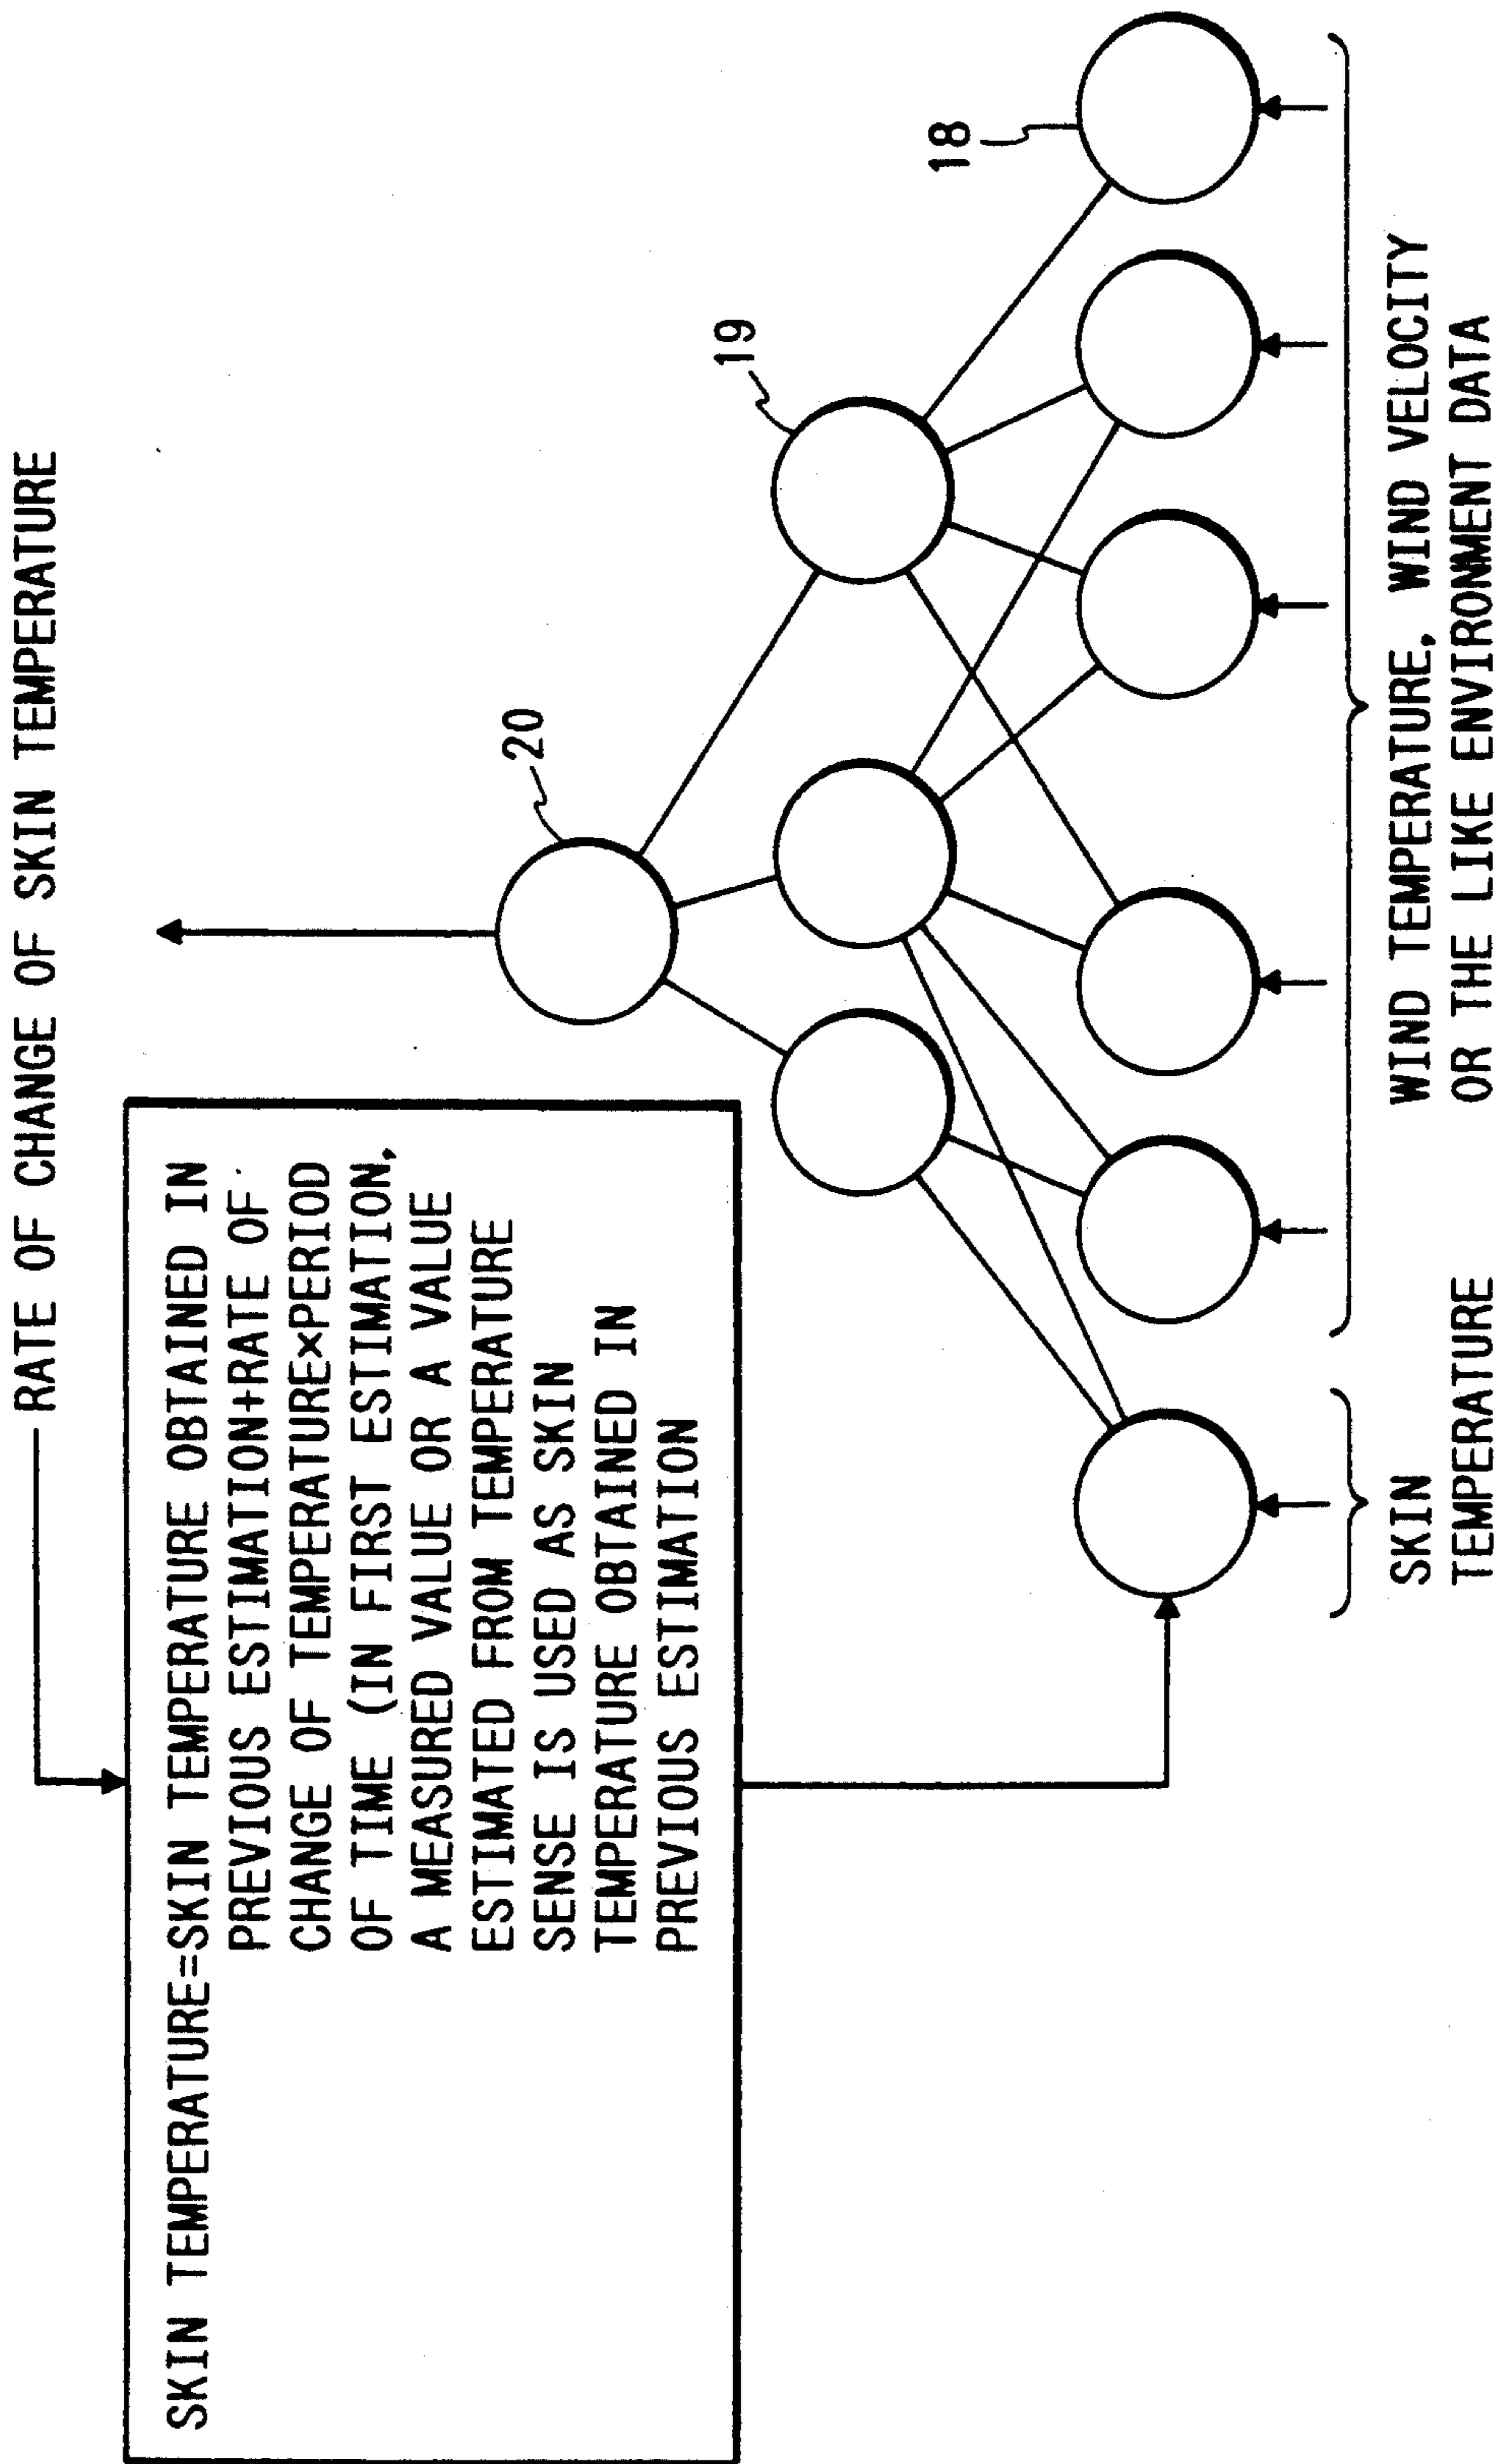 RATE OF CHANGE OF SKIN TEMPERATURE
SKIN TEMPERATURE=SKIN TEMPERATURE OBTAINED IN
PREVIOUS ESTIMATION+RATE OF
CHANGE OF TEMPERATURE×PERIOD
OF TIME (IN FIRST ESTIMATION,
A MEASURED VALUE OR A VALUE
ESTIMATED FROM TEMPERATURE
SENSE IS USED AS SKIN
TEMPERATURE OBTAINED IN
PREVIOUS ESTIMATION
20
19
18
SKIN
TEMPERATURE
WIND TEMPERATURE, WIND VELOCITY
OR THE LIKE ENVIRONMENT DATA